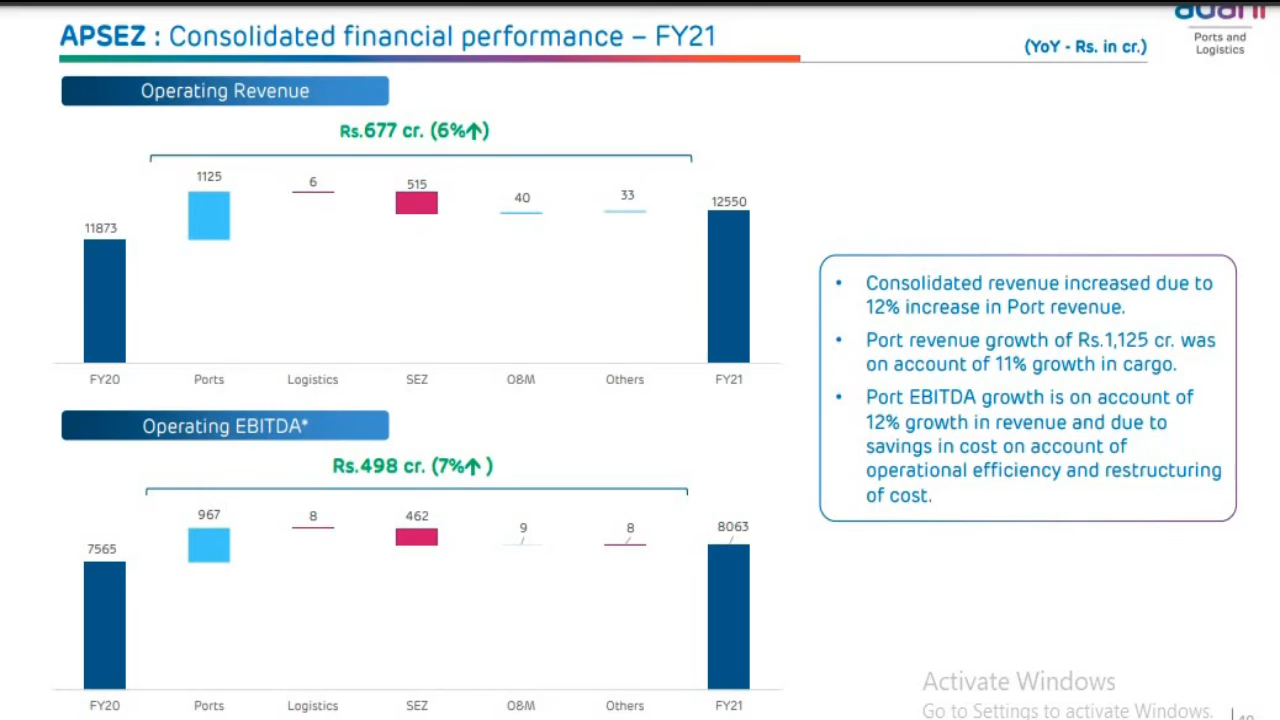 adani
Ports and
Logistics
APSEZ : Consolidated financial performance – FY21
(YoY - Rs. in cr.)
Operating Revenue
Rs.677 cr. (6%↑)
11873
1125
6
515
40
33
12550
FY20 Ports Logistics SEZ O&M Others FY21
Operating EBITDA*
Rs.498 cr. (7%↑ )
7565
967
8
462
9
8
8063
FY20 Ports Logistics SEZ O&M Others FY21
• Consolidated revenue increased due to
12% increase in Port revenue.
• Port revenue growth of Rs.1,125 cr. was
on account of 11% growth in cargo.
• Port EBITDA growth is on account of
12% growth in revenue and due to
savings in cost on account of
operational efficiency and restructuring
of cost.
Activate Windows
Go to Settings to activate Windows.